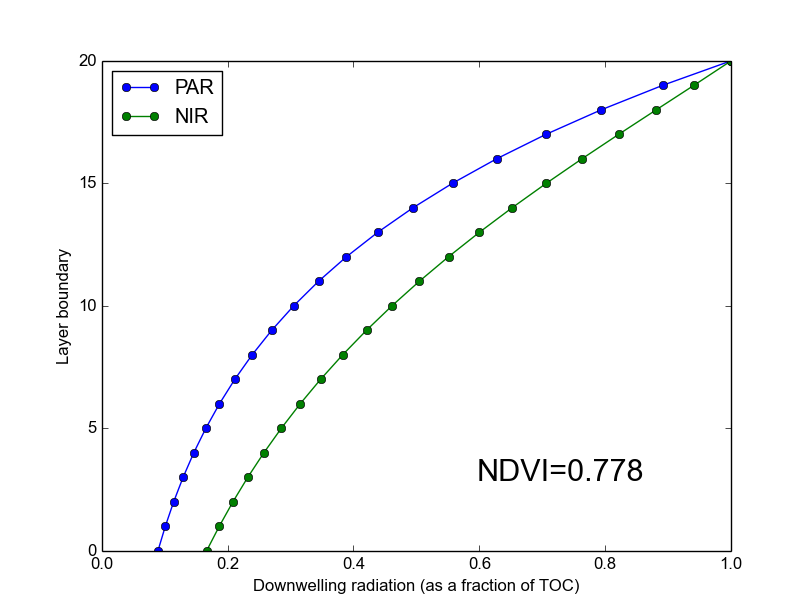 20
15
10
5
0
PAR
NIR
NDVI=0.778
0.0 0.2 0.4 0.6 0.8 1.0
Layer boundary
Downwelling radiation (as a fraction of TOC)